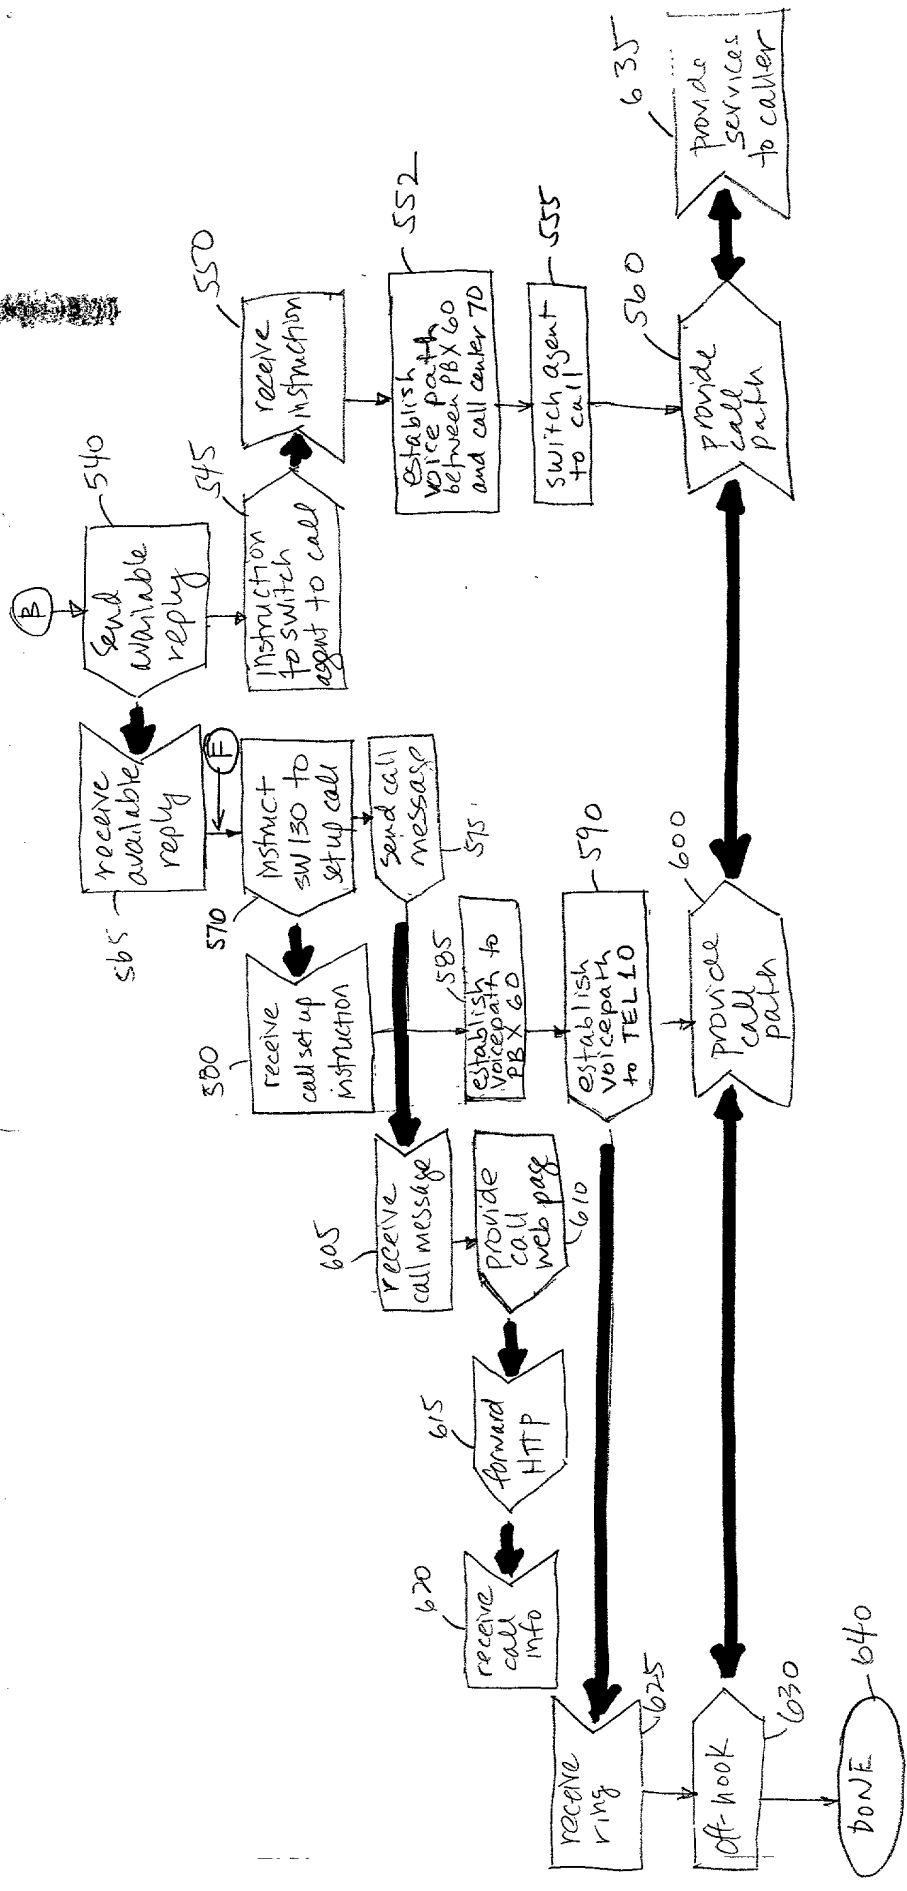 B
540
Send
available
reply
receive
available
reply
565
F
545
instruction
to switch
agent to call
550
receive
instruction
552
establish
voice path
between PBX 60
and call center 70
555
switch agent
to call
560
provide
call
path
635
provide
services
to caller
570
instruct
SW130 to
set up call
send call
message
575
580
receive
call set up
instruction
585
establish
voicepath to
PBX 60
590
establish
voicepath
to TEL 10
600
provide
call
path
605
receive
call message
provide
call
web page
610
615
forward
HTTP
620
receive
call
info
receive
ring
625
off-hook
630
DONE
640